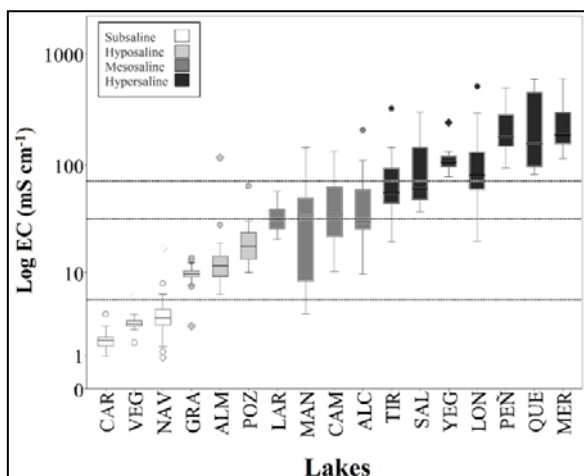 Subsaline
Hyposaline
Mesosaline
Hypersaline
1000
100
10
1
0
Log EC (mS cm⁻¹)
CAR VEG NAV GRA ALM POZ LAR MAN CAM ALC TIR SAL YEG LON PEÑ QUE MER
Lakes